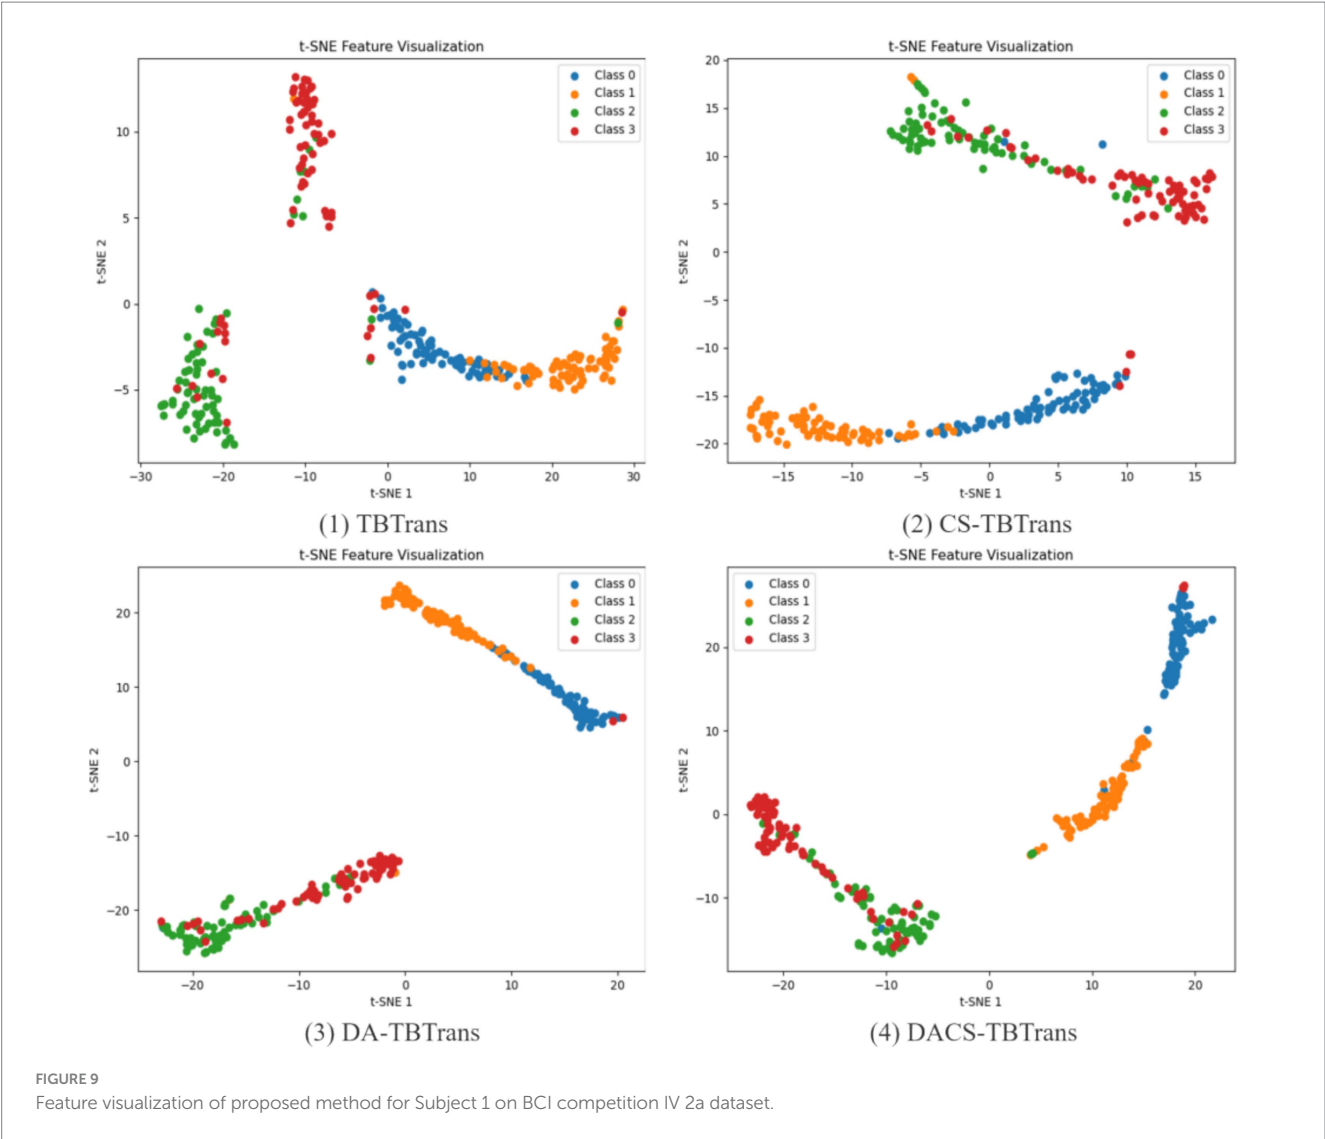 t-SNE Feature Visualization
Class 0
Class 1
Class 2
Class 3
10
5
0
−5
t-SNE 2
−30 −20 −10 0 10 20 30
t-SNE 1
(1) TBTrans
t-SNE Feature Visualization
Class 0
Class 1
Class 2
Class 3
20
15
10
5
0
−5
−10
−15
−20
t-SNE 2
−15 −10 −5 0 5 10 15
t-SNE 1
(2) CS-TBTrans
t-SNE Feature Visualization
Class 0
Class 1
Class 2
Class 3
20
10
0
−10
−20
t-SNE 2
−20 −10 0 10 20
t-SNE 1
(3) DA-TBTrans
t-SNE Feature Visualization
Class 0
Class 1
Class 2
Class 3
20
10
0
−10
t-SNE 2
−20 −10 0 10 20
t-SNE 1
(4) DACS-TBTrans
FIGURE 9
Feature visualization of proposed method for Subject 1 on BCI competition IV 2a dataset.